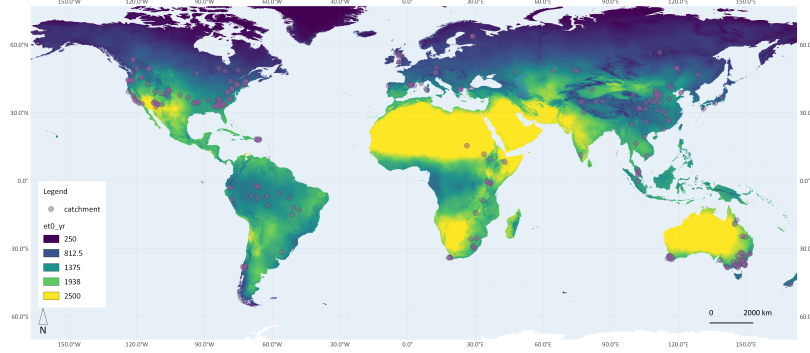 150.0°W 120.0°W 90.0°W 60.0°W 30.0°W 0.0°C 30.0°E 60.0°E 90.0°E 120.0°E 150.0°E
60.0°N 60.0
30.0°N 30.0
0.0° 0.0°
30.0°S 30.0
60.0°S 60.0
Legend
catchment
et0_yr
250
812.5
1375
1938
2500
N
0 2000 km
150.0°W 120.0°W 90.0°W 60.0°W 30.0°W 0.0° 30.0°E 60.0°E 90.0°E 120.0°E 150.0°E